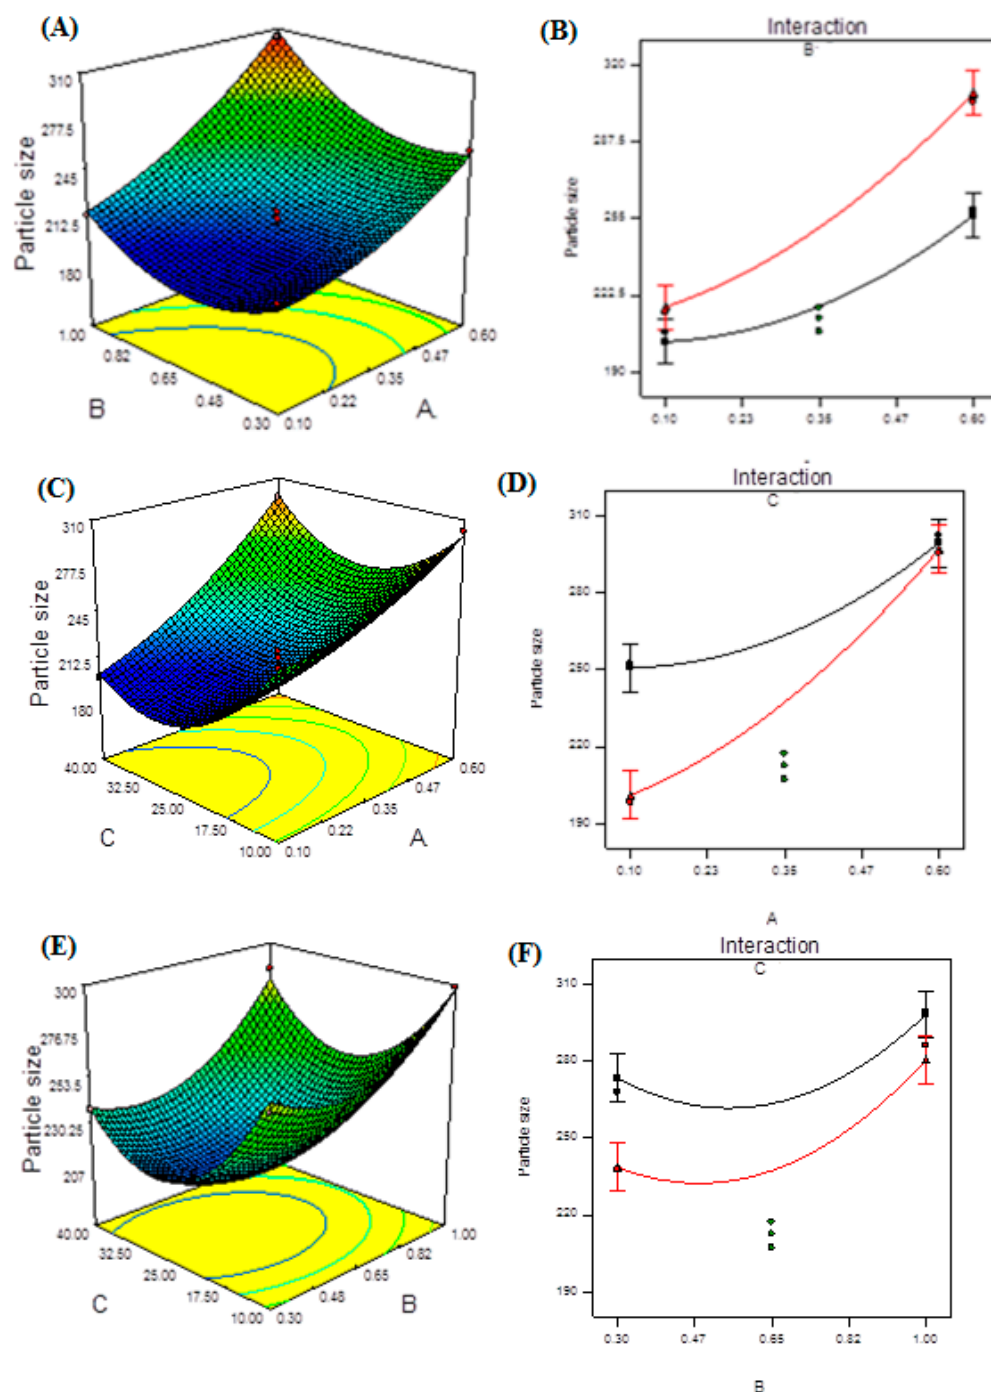 (A)
310
277.5
245
212.5
180
Particle size
1.00
0.82
0.65
0.48
0.30
B
0.10
0.22
0.35
0.47
0.60
A
(B)
Interaction
B
320
287.5
255
222.5
190
Particle size
0.10
0.23
0.35
0.47
0.60
(C)
310
277.5
245
212.5
180
Particle size
40.00
32.50
25.00
17.50
10.00
C
0.10
0.22
0.35
0.47
0.60
A
(D)
Interaction
C
310
280
250
220
190
Particle size
0.10
0.23
0.35
0.47
0.60
A
(E)
300
276.75
253.5
230.25
207
Particle size
40.00
32.50
25.00
17.50
10.00
C
0.30
0.48
0.65
0.82
1.00
B
(F)
Interaction
C
310
280
250
220
190
Particle size
0.30
0.47
0.65
0.82
1.00
B